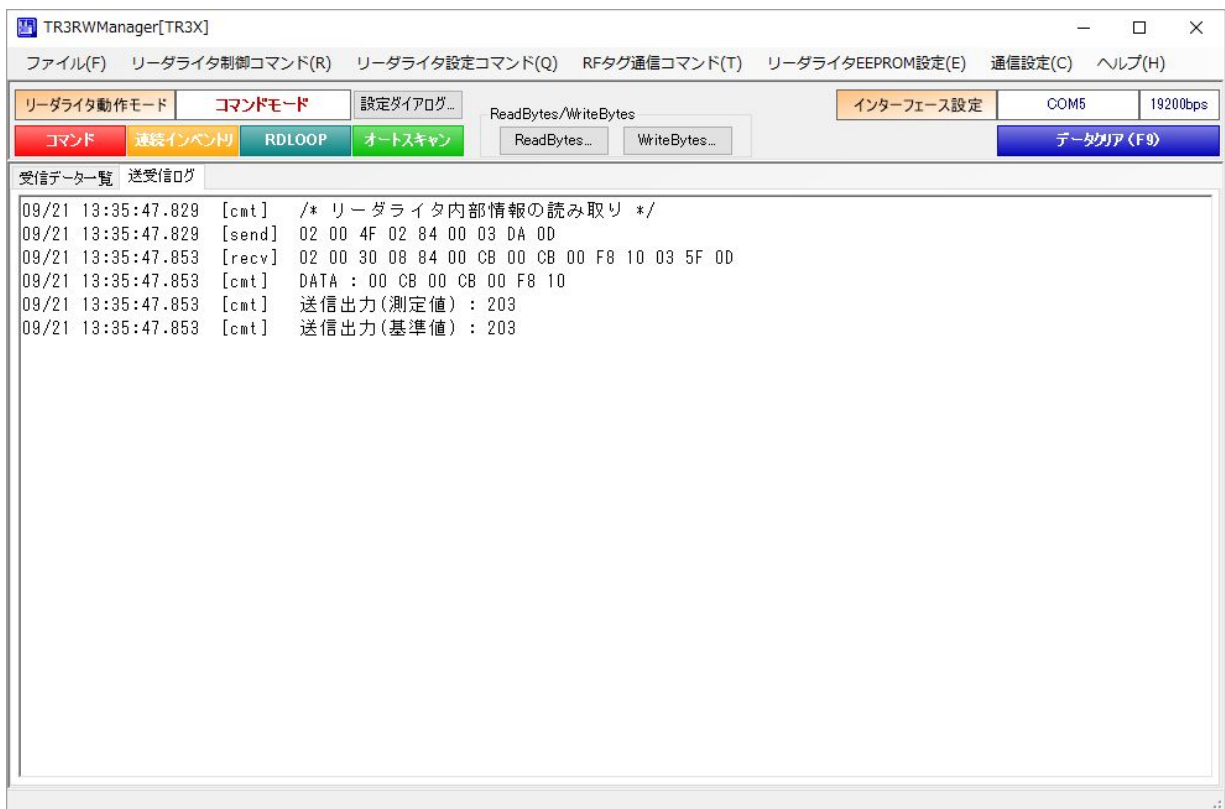 TR3RWManager[TR3X]
ファイル(F) リーダライタ制御コマンド(R) リーダライタ設定コマンド(Q) RFタグ通信コマンド(T) リーダライタEEPROM設定(E) 通信設定(C) ヘルプ(H)
リーダライタ動作モード コマンドモード 設定ダイアログ... ReadBytes/WriteBytes インターフェース設定 COM5 19200bps
コマンド 連続インベントリ RDLOOP オートスキャン ReadBytes... WriteBytes... データクリア(F9)
受信データ一覧 送受信ログ
09/21 13:35:47.829 [cmt] /* リーダライタ内部情報の読み取り */
09/21 13:35:47.829 [send] 02 00 4F 02 84 00 03 DA 0D
09/21 13:35:47.853 [recv] 02 00 30 08 84 00 CB 00 CB 00 F8 10 03 5F 0D
09/21 13:35:47.853 [cmt] DATA : 00 CB 00 CB 00 F8 10
09/21 13:35:47.853 [cmt] 送信出力(測定値) : 203
09/21 13:35:47.853 [cmt] 送信出力(基準値) : 203